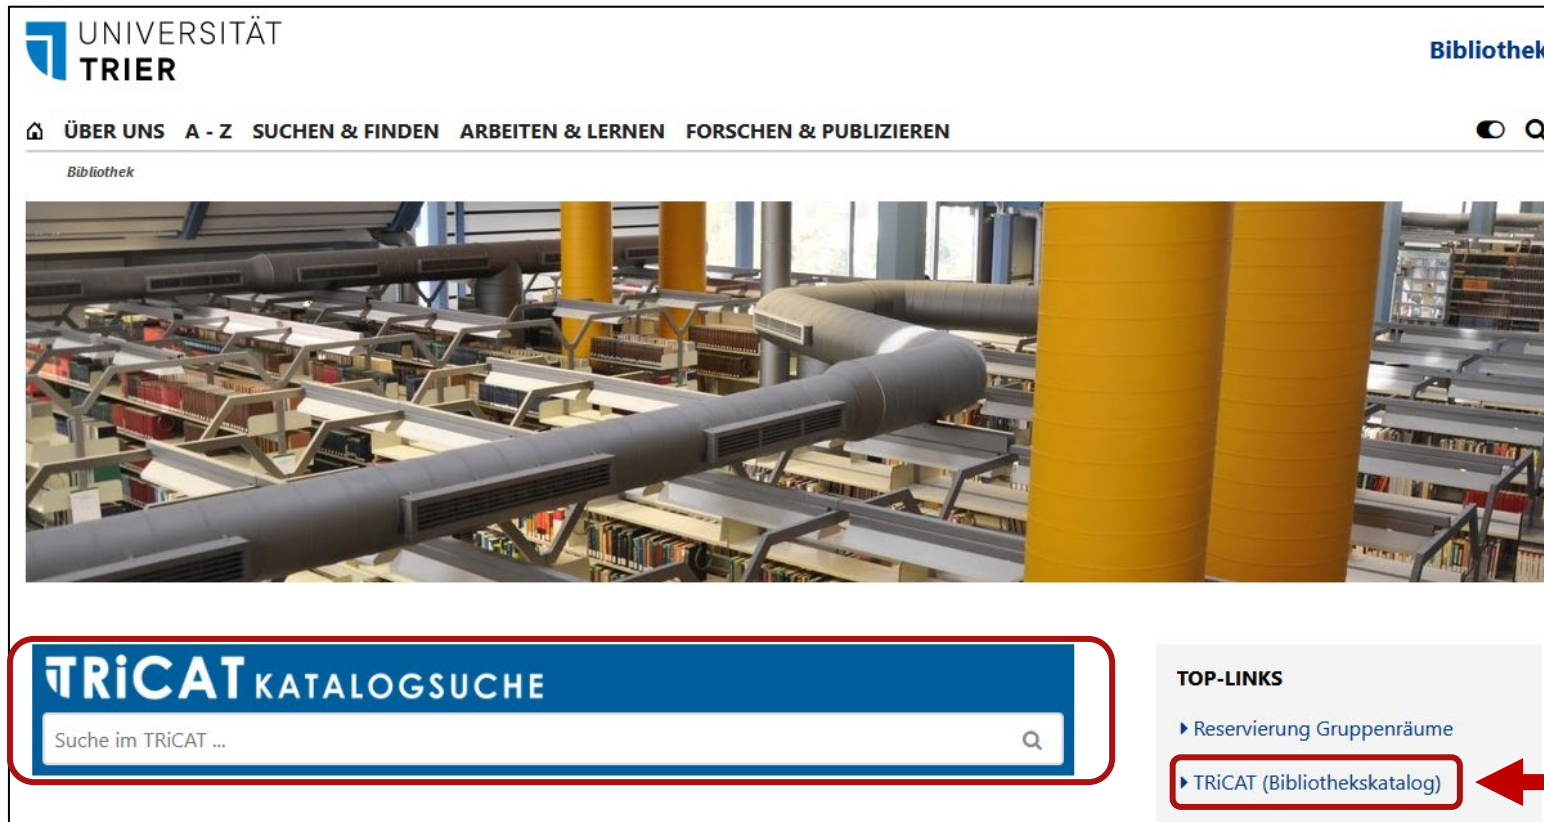 UNIVERSITÄT
TRIER
Bibliothek
ÜBER UNS A - Z SUCHEN & FINDEN ARBEITEN & LERNEN FORSCHEN & PUBLIZIEREN
Bibliothek
TRiCAT KATALOGSUCHE
Suche im TRiCAT ...
TOP-LINKS
Reservierung Gruppenräume
TRiCAT (Bibliothekskatalog)